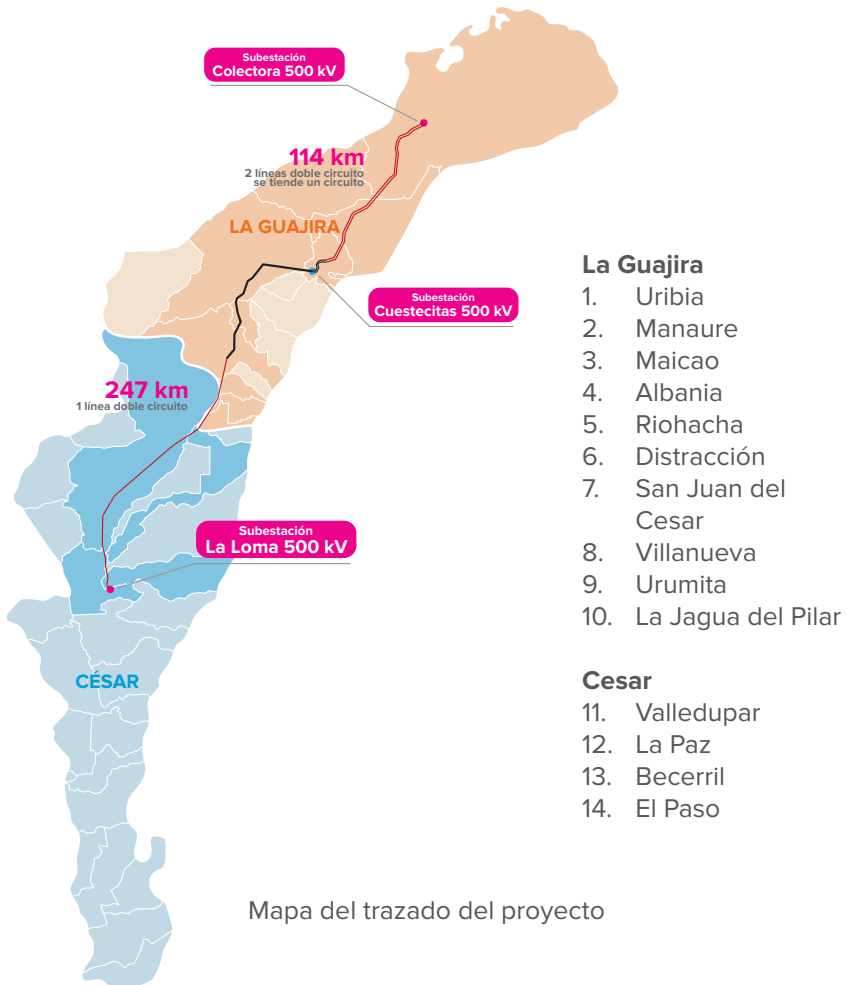 Subestación
Colectora 500 kV
114 km
2 líneas doble circuito
se tiende un circuito
LA GUAJIRA
Subestación
Cuestecitas 500 kV
247 km
1 línea doble circuito
Subestación
La Loma 500 kV
CÉSAR
La Guajira
1. Uribia
2. Manaure
3. Maicao
4. Albania
5. Riohacha
6. Distracción
7. San Juan del
Cesar
8. Villanueva
9. Urumita
10. La Jagua del Pilar
Cesar
11. Valledupar
12. La Paz
13. Becerril
14. El Paso
Mapa del trazado del proyecto